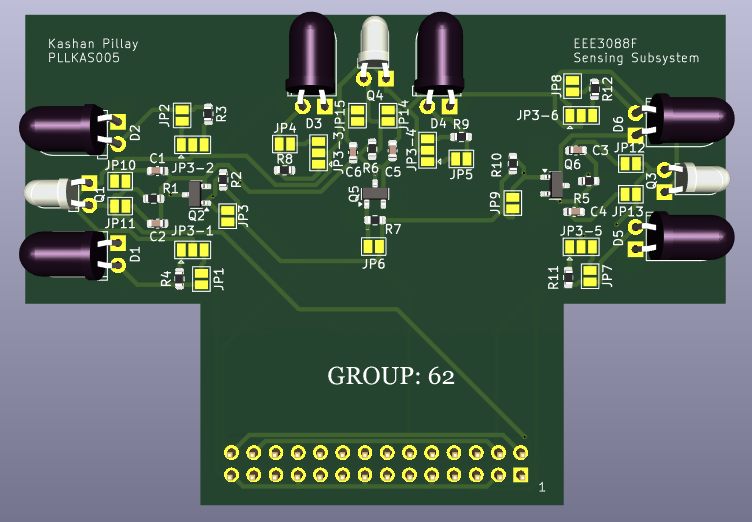 Kashan Pillay
PLLKAS005
EEE3088F
Sensing Subsystem
Q4
JP8
R12
JP2
R3
D3
JP15
JP14
D4
JP3-6
D6
D2
JP4
JP3-3
R9
JP3-4
JP10
C1
JP3-2
R8
C6
R6
C5
JP5
R10
C3
Q6
JP12
Q1
R1
R2
Q5
JP9
R5
Q3
JP11
Q2
JP3
C4
JP13
C2
R7
JP3-1
JP3-5
D5
D1
JP6
R4
JP1
R11
JP7
GROUP: 62
1